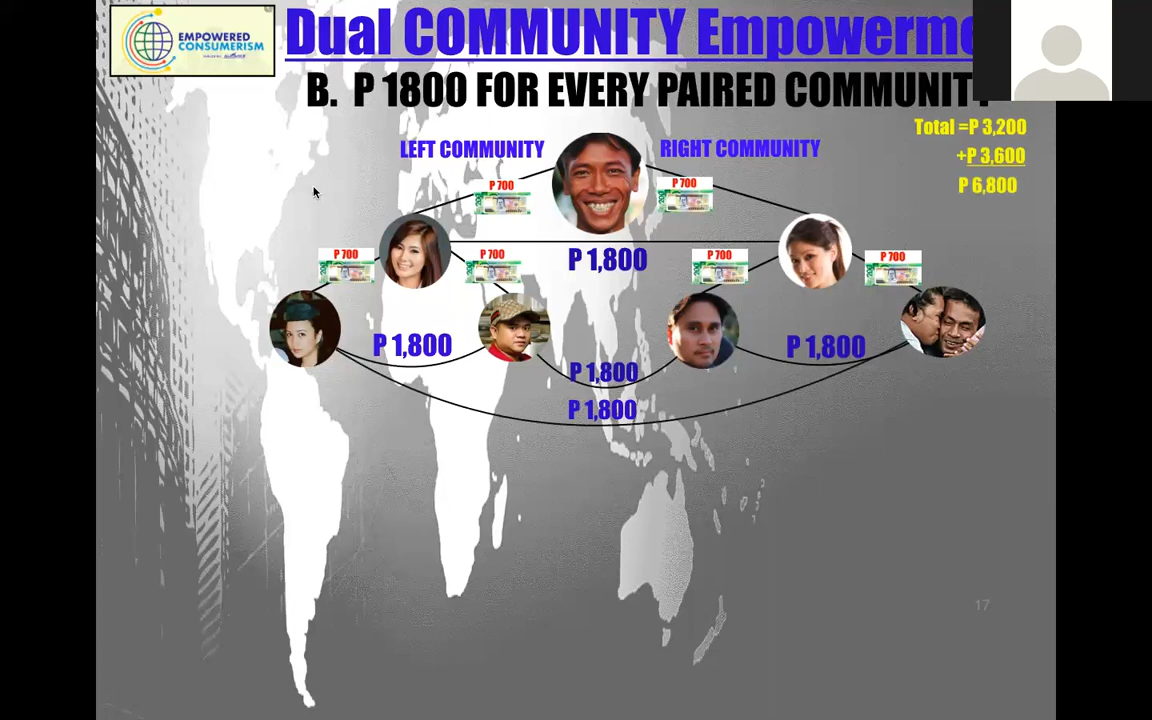 EMPOWERED
CONSUMERISM
Dual COMMUNITY Empowerme
B. P 1800 FOR EVERY PAIRED COMMUNITY
Total =P 3,200
+P 3,600
P 6,800
LEFT COMMUNITY
RIGHT COMMUNITY
P 700
P 700
P 700
P 700
P 1,800
P 700
P 700
P 1,800
P 1,800
P 1,800
P 1,800
17